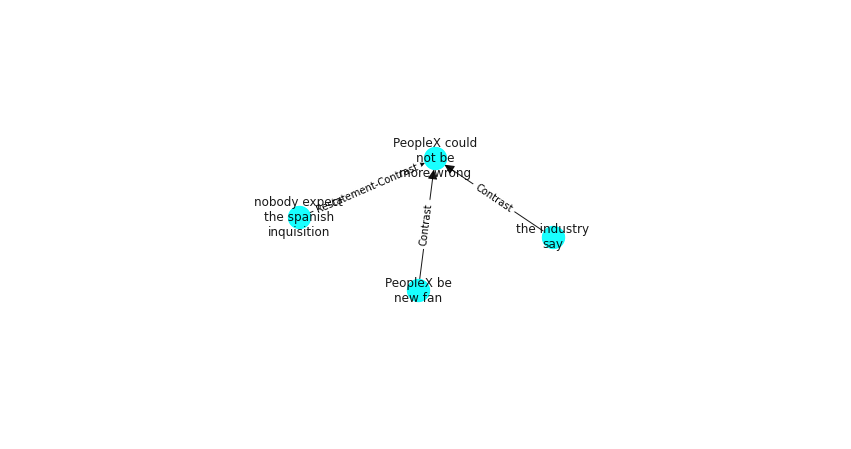 PeopleX could
not be
more wrong
Restatement-Contrast
nobody expect
the spanish
inquisition
Contrast
Contrast
the industry
say
PeopleX be
new fan